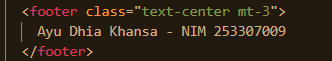 <footer class="text-center mt-3">
Ayu Dhia Khansa - NIM 253307009
</footer>